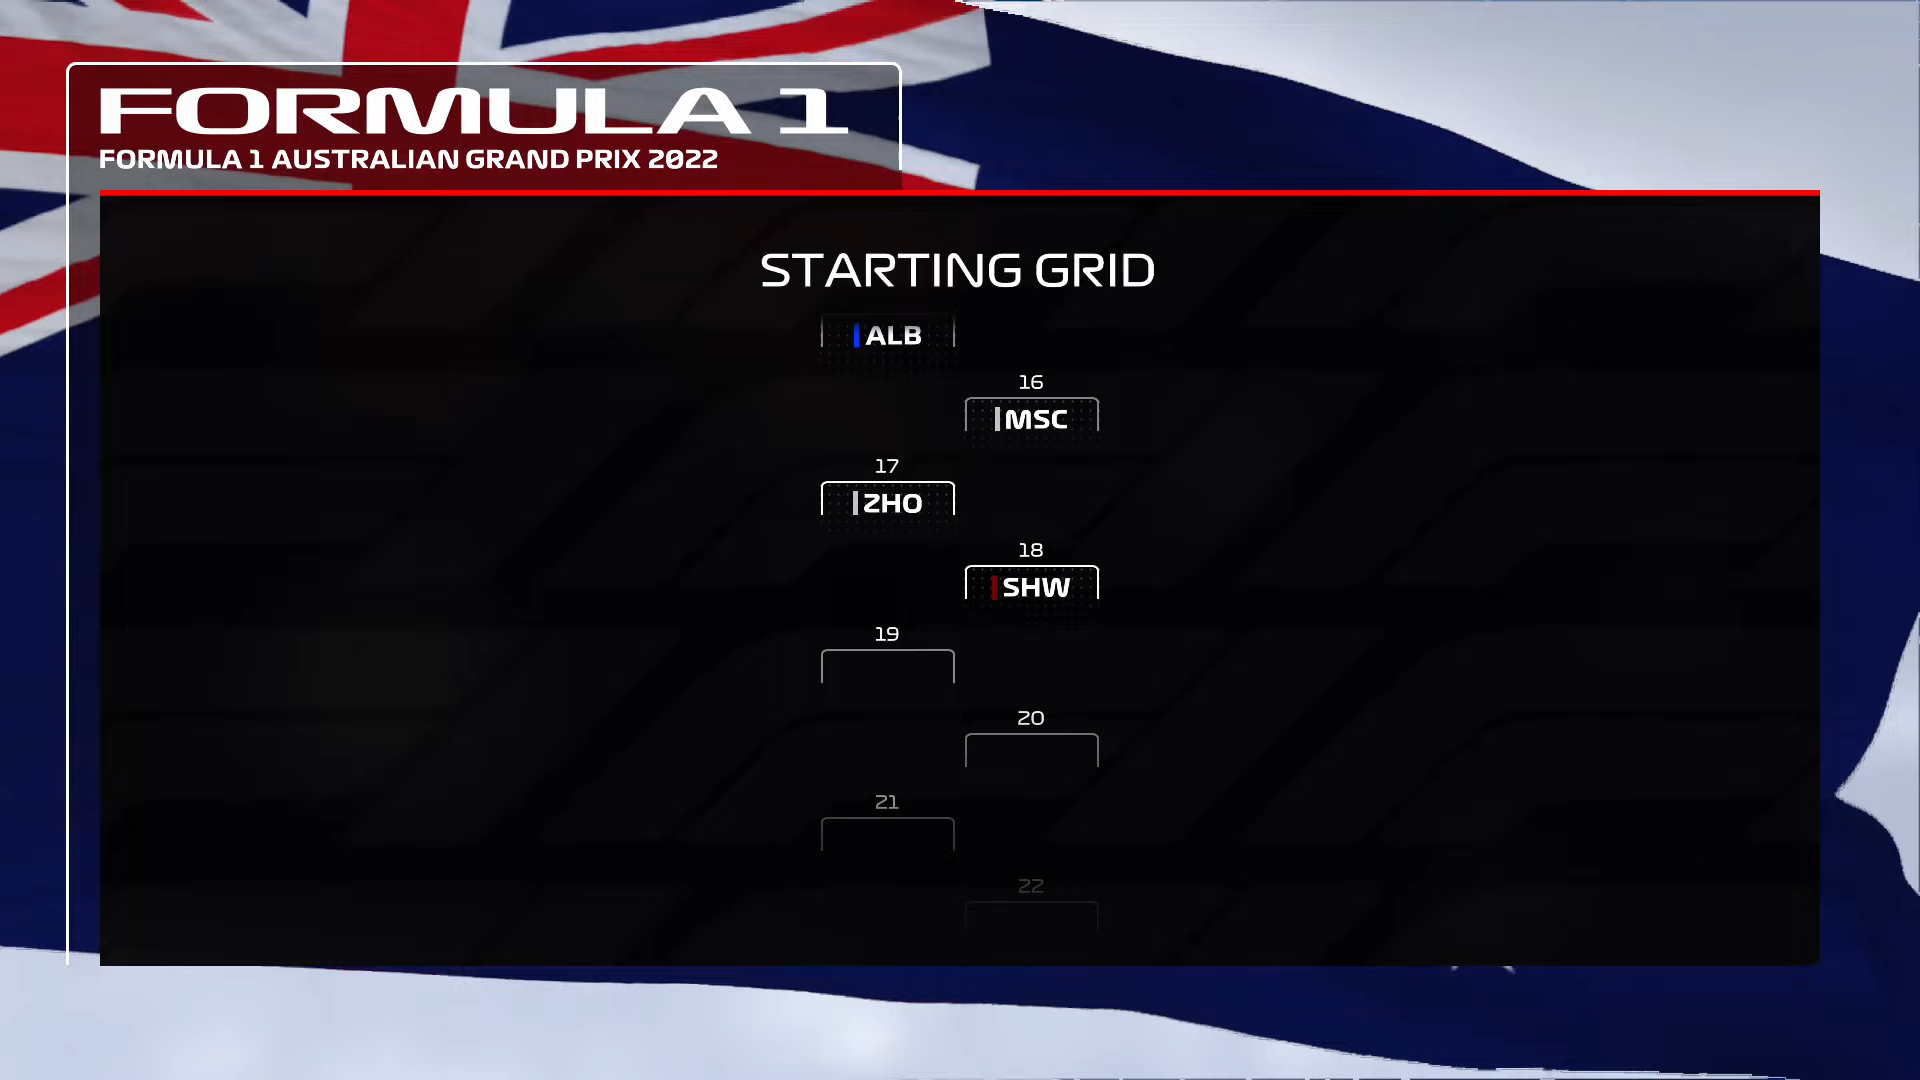 FORMULA 1
FORMULA 1 AUSTRALIAN GRAND PRIX 2022
STARTING GRID
ALB
16
MSC
17
ZHO
18
SHW
19
20
21
22